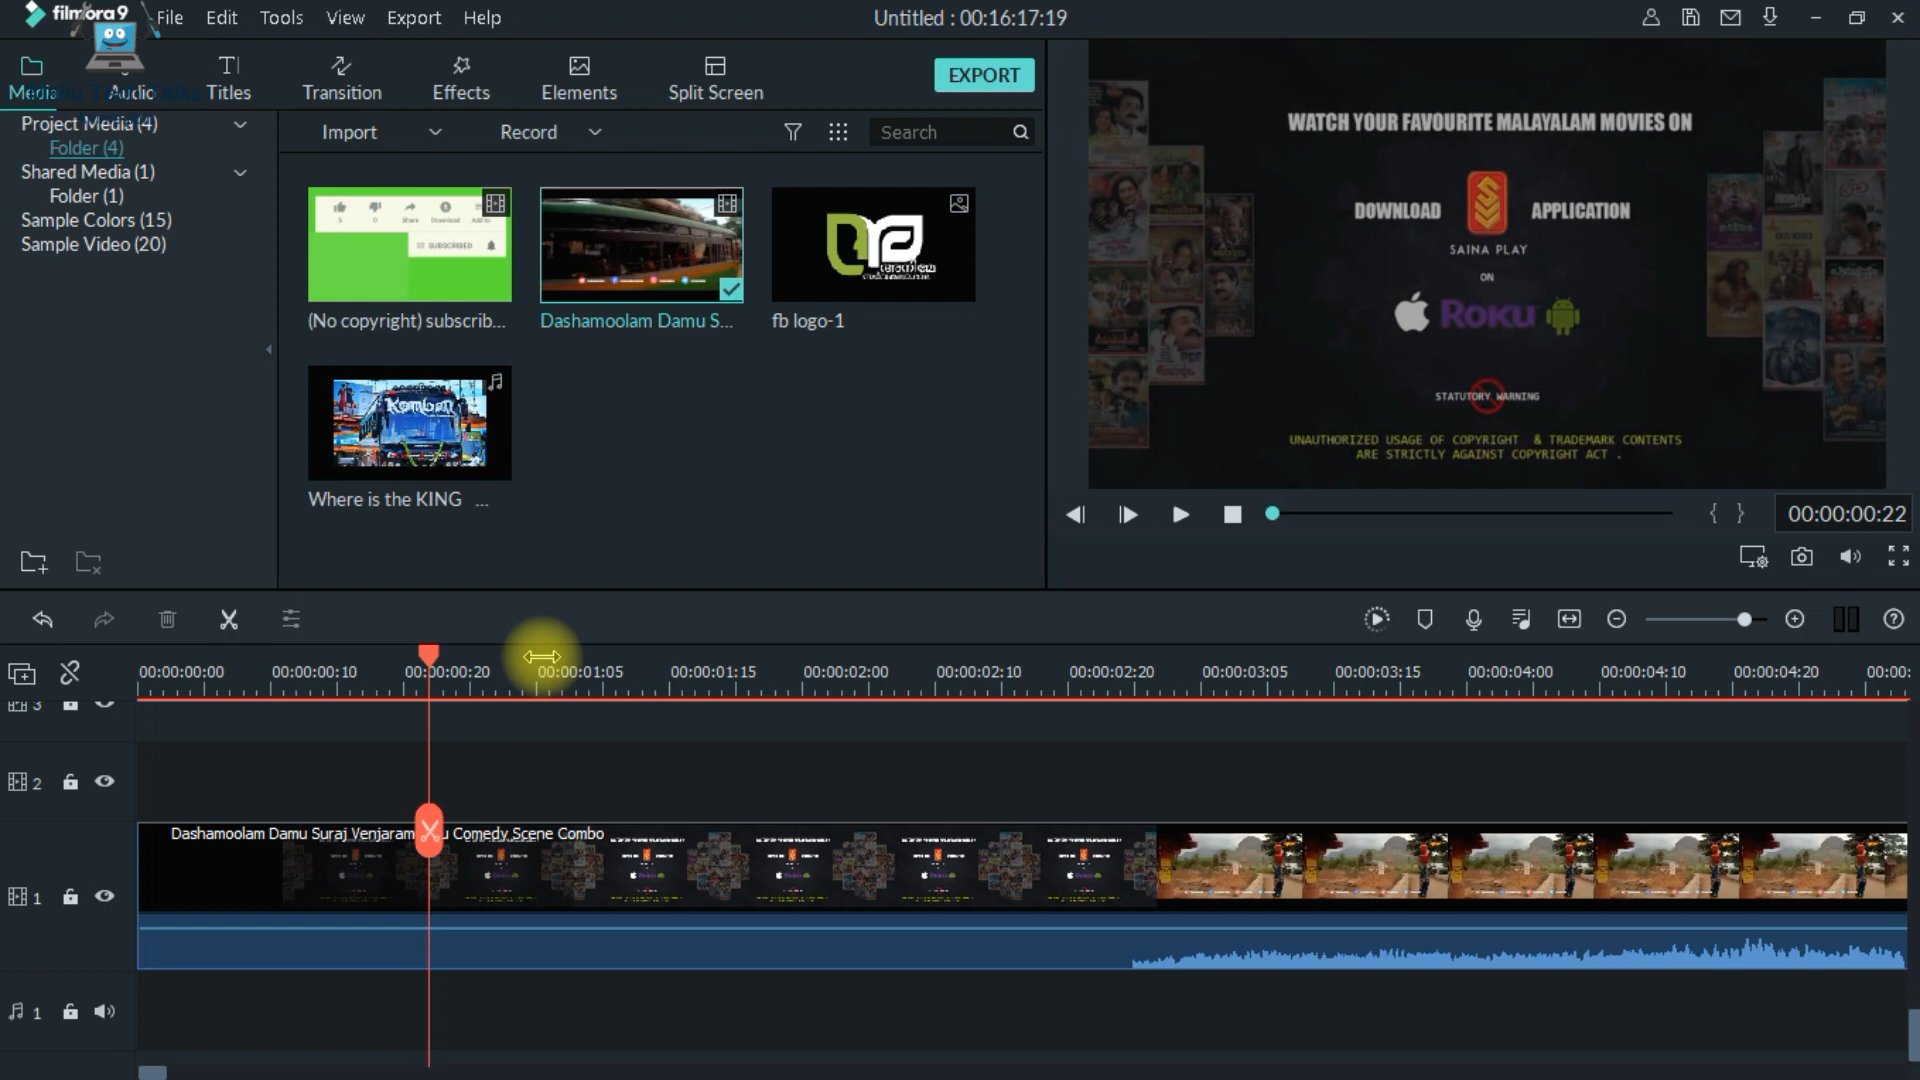 filmora9 File Edit Tools View Export Help
Untitled : 00:16:17:19
Media Audio Titles Transition Effects Elements Split Screen EXPORT
Project Media (4)
Folder (4)
Shared Media (1)
Folder (1)
Sample Colors (15)
Sample Video (20)
Import Record Search
Share Download
SUBSCRIBED
(No copyright) subscrib...
Dashamoolam Damu S...
fb logo-1
Komban
Where is the KING ...
WATCH YOUR FAVOURITE MALAYALAM MOVIES ON
DOWNLOAD APPLICATION
SAINA PLAY
ON
ROKU
STATUTORY WARNING
UNAUTHORIZED USAGE OF COPYRIGHT & TRADEMARK CONTENTS
ARE STRICTLY AGAINST COPYRIGHT ACT .
{ } 00:00:00:22
00:00:00:00 00:00:00:10 00:00:00:20 00:00:01:05 00:00:01:15 00:00:02:00 00:00:02:10 00:00:02:20 00:00:03:05 00:00:03:15 00:00:04:00 00:00:04:10 00:00:04:20 00:00:
3
2
Dashamoolam Damu Suraj Venjaram u Comedy Scene Combo
1
1